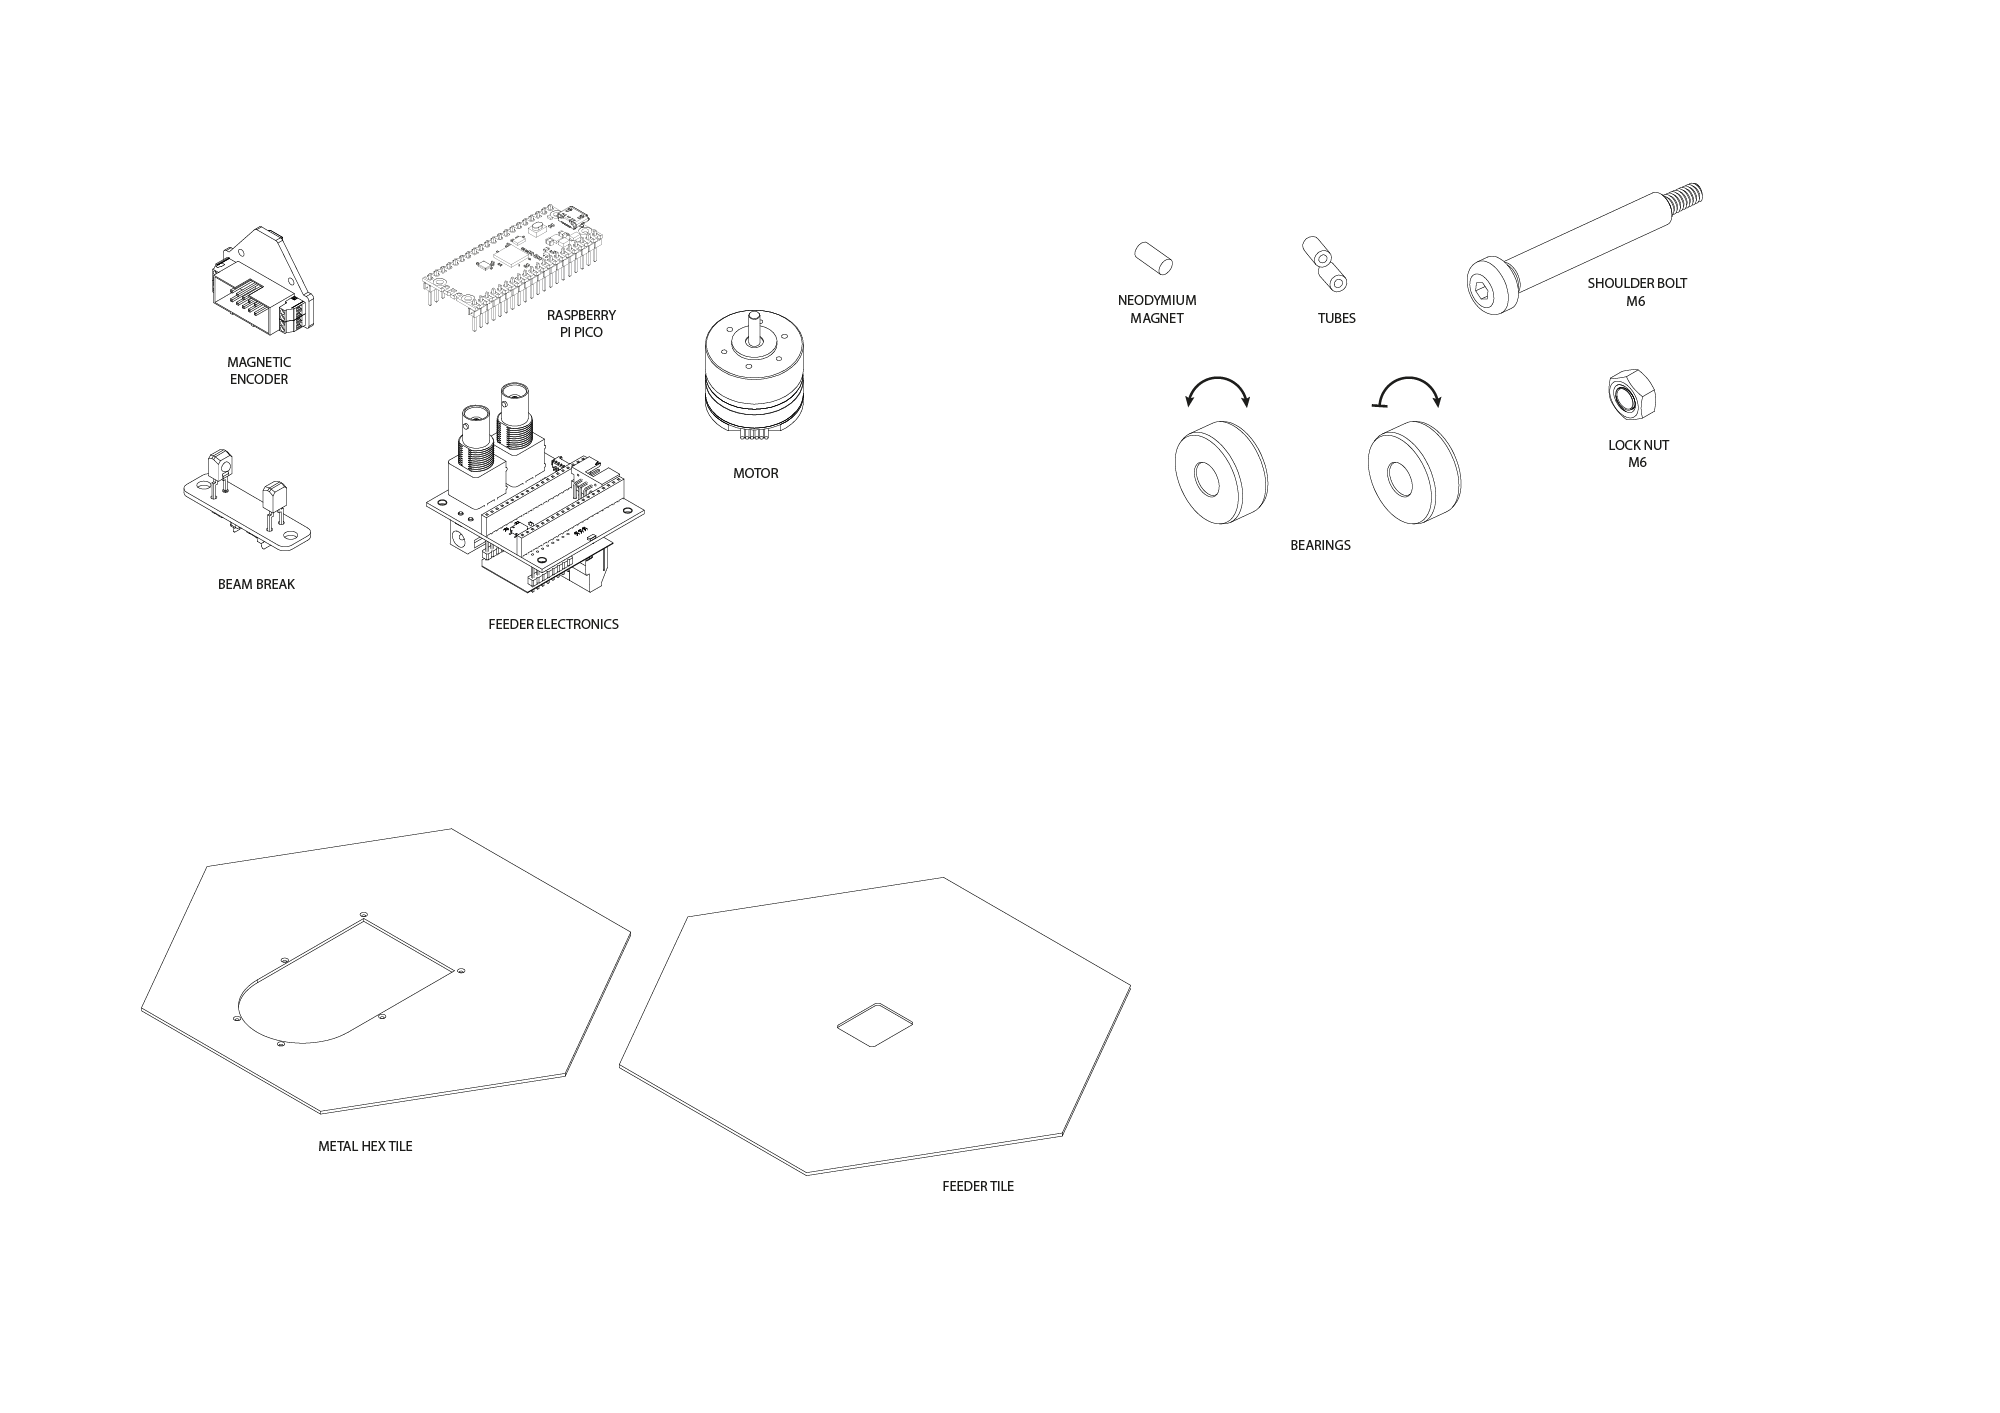 MAGNETIC
ENCODER
RASPBERRY
PI PICO
MOTOR
BEAM BREAK
FEEDER ELECTRONICS
NEODYMIUM
MAGNET
TUBES
SHOULDER BOLT
M6
LOCK NUT
M6
BEARINGS
METAL HEX TILE
FEEDER TILE